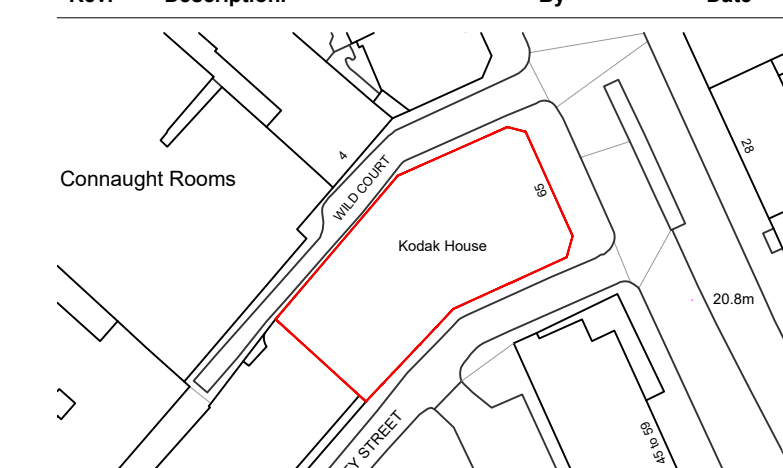 Rev. Description. By Date
4
WILD COURT
28
Connaught Rooms
65
Kodak House
20.8m
TY STREET
45 to 59